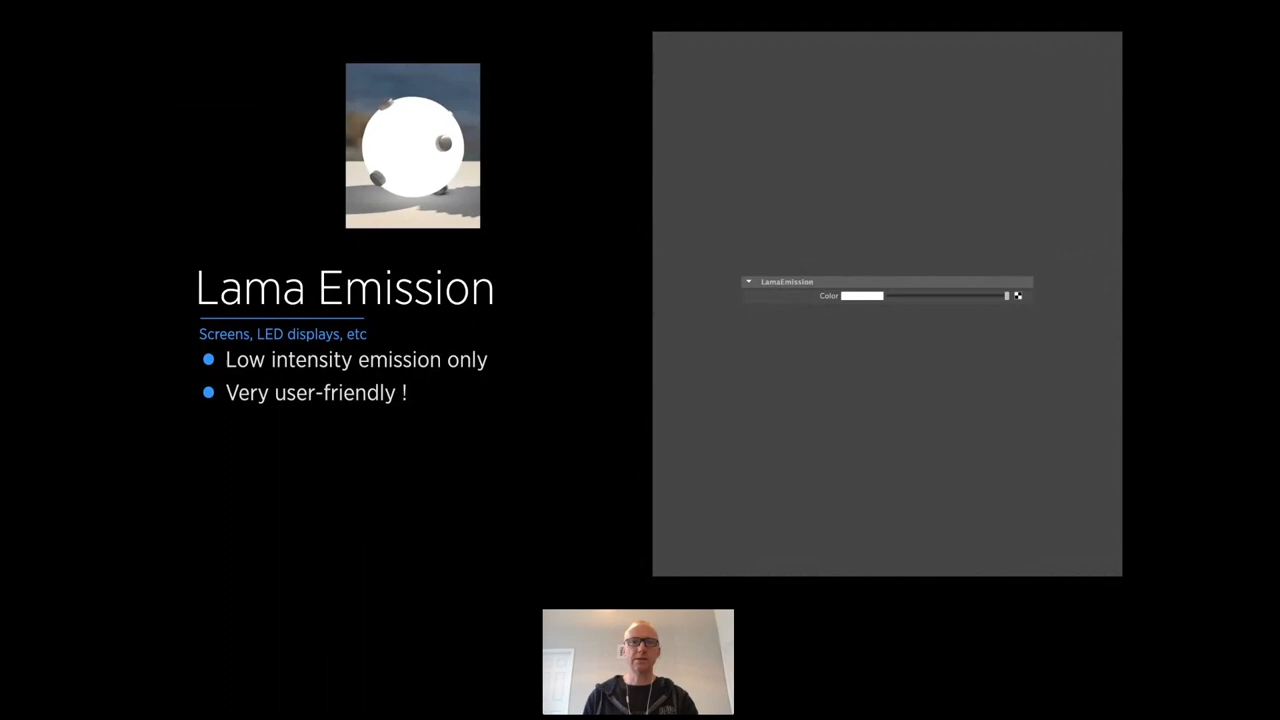 Lama Emission
Screens, LED displays, etc
Low intensity emission only
Very user-friendly !
LamaEmission
Color